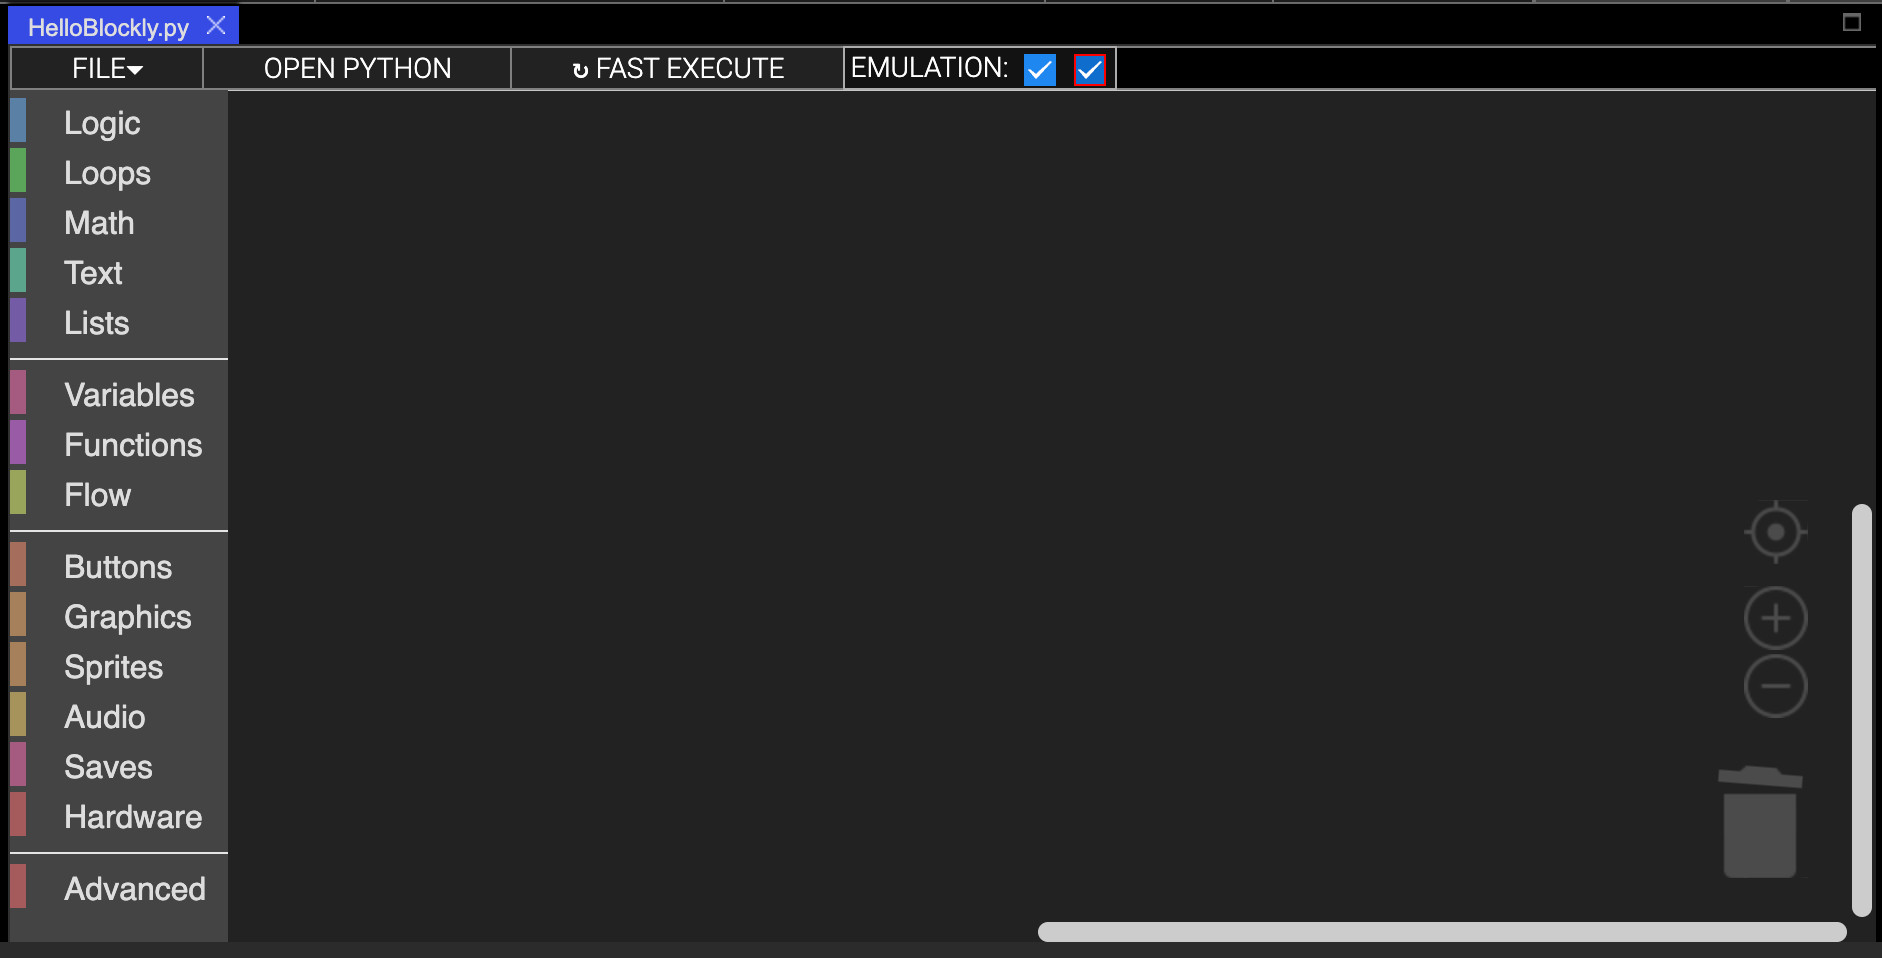 HelloBlockly.py
FILE OPEN PYTHON ↻ FAST EXECUTE EMULATION:
Logic
Loops
Math
Text
Lists
Variables
Functions
Flow
Buttons
Graphics
Sprites
Audio
Saves
Hardware
Advanced